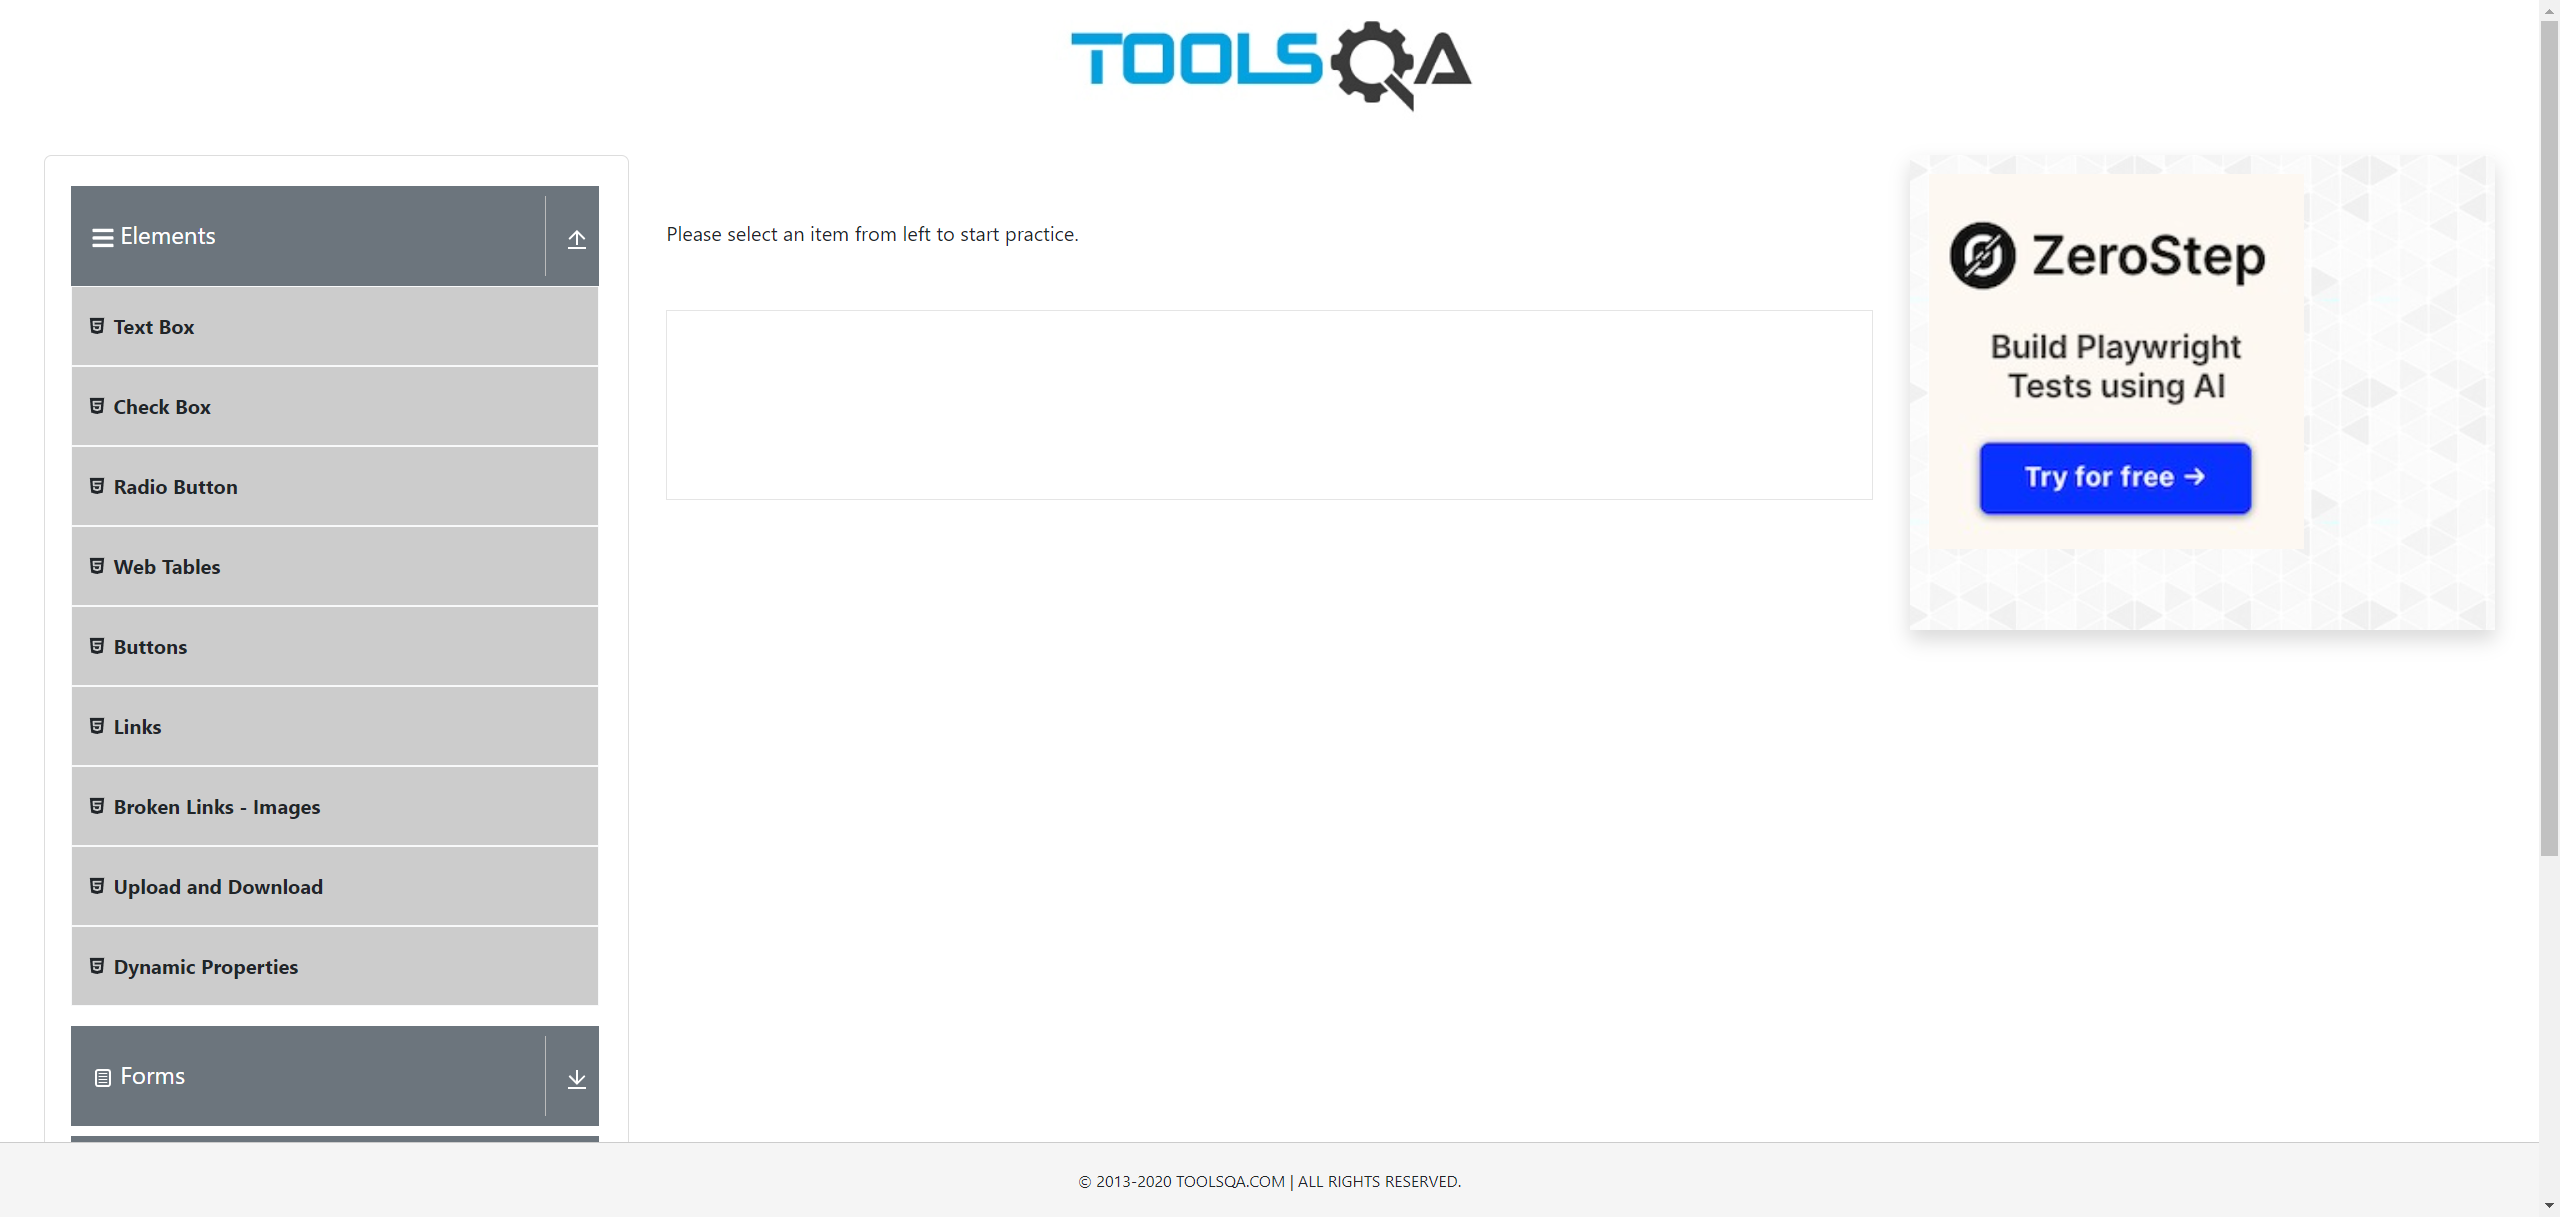 TOOLSQA
Elements
Text Box
Check Box
Radio Button
Web Tables
Buttons
Links
Broken Links - Images
Upload and Download
Dynamic Properties
Forms
Please select an item from left to start practice.
ZeroStep
Build Playwright
Tests using AI
Try for free →
© 2013-2020 TOOLSQA.COM | ALL RIGHTS RESERVED.